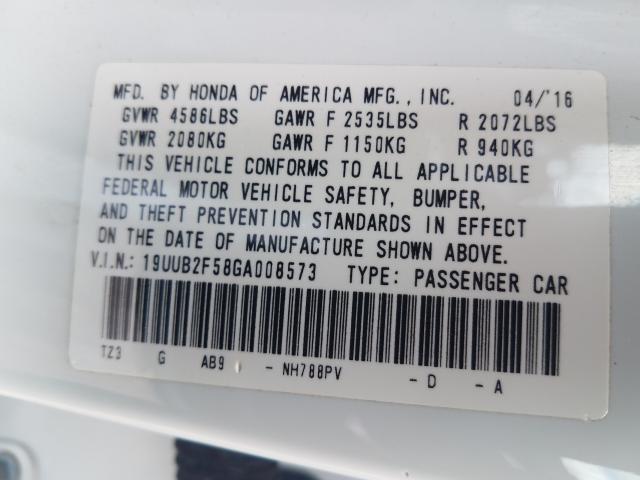 MFD. BY HONDA OF AMERICA MFG., INC. 04/'16
GVWR 4586LBS GAWR F 2535LBS R 2072LBS
GVWR 2080KG GAWR F 1150KG R 940KG
THIS VEHICLE CONFORMS TO ALL APPLICABLE
FEDERAL MOTOR VEHICLE SAFETY, BUMPER,
AND THEFT PREVENTION STANDARDS IN EFFECT
ON THE DATE OF MANUFACTURE SHOWN ABOVE.
V.I.N.: 19UUB2F58GA008573 TYPE: PASSENGER CAR
TZ3 G AB9 - NH788PV - D - A